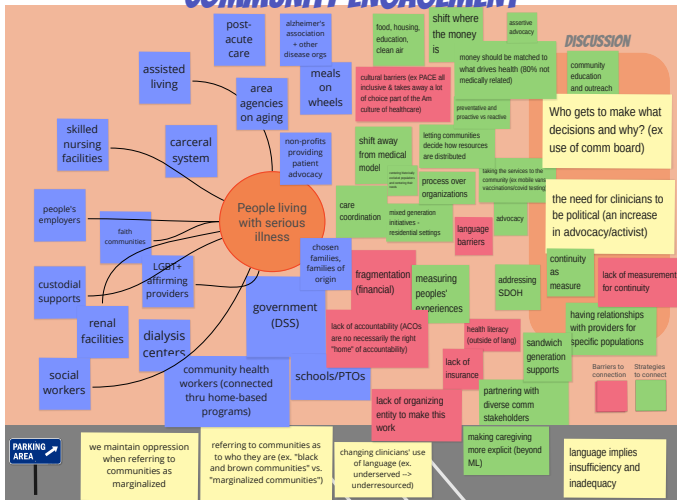 COMMUNITY ENGAGEMENT
post-
acute
care
alzheimer's
association
+ other
disease orgs
food, housing,
education,
clean air
shift where
the money
is
assertive
advocacy
DISCUSSION
assisted
living
meals
on
wheels
cultural barriers (ex PACE all
inclusive & takes away a lot
of choice part of the Am
culture of healthcare)
money should be matched to
what drives health (80% not
medically related)
community
education
and outreach
area
agencies
on aging
preventative and
proactive vs reactive
Who gets to make what
decisions and why? (ex
use of comm board)
skilled
nursing
facilities
carceral
system
non-profits
providing
patient
advocacy
shift away
from medical
model
letting communities
decide how resources
are distributed
People living
with serious
illness
process over
organizations
taking the services to the
community (ex mobile vans
vaccinations/covid testing
the need for clinicians to
be political (an increase
in advocacy/activist)
people's
employers
faith
communities
care
coordination
mixed generation
initiatives -
residential settings
language
barriers
advocacy
chosen
families,
families of
origin
custodial
supports
LGBT+
affirming
providers
fragmentation
(financial)
measuring
peoples'
experiences
addressing
SDOH
continuity
as
measure
lack of measurement
for continuity
renal
facilities
dialysis
centers
government
(DSS)
lack of accountability (ACOs
are no necessarily the right
"home" of accountability)
health literacy
(outside of lang)
having relationships
with providers for
specific populations
sandwich
generation
supports
social
workers
community health
workers (connected
thru home-based
programs)
schools/PTOs
lack of
insurance
Barriers to
connection
Strategies
to connect
lack of organizing
entity to make this
work
partnering with
diverse comm
stakeholders
PARKING
AREA
we maintain oppression
when referring to
communities as
marginalized
referring to communities as
to who they are (ex. "black
and brown communities" vs.
"marginalized communities")
changing clinicians' use
of language (ex.
underserved -->
underresourced)
making caregiving
more explicit (beyond
ML)
language implies
insufficiency and
inadequacy